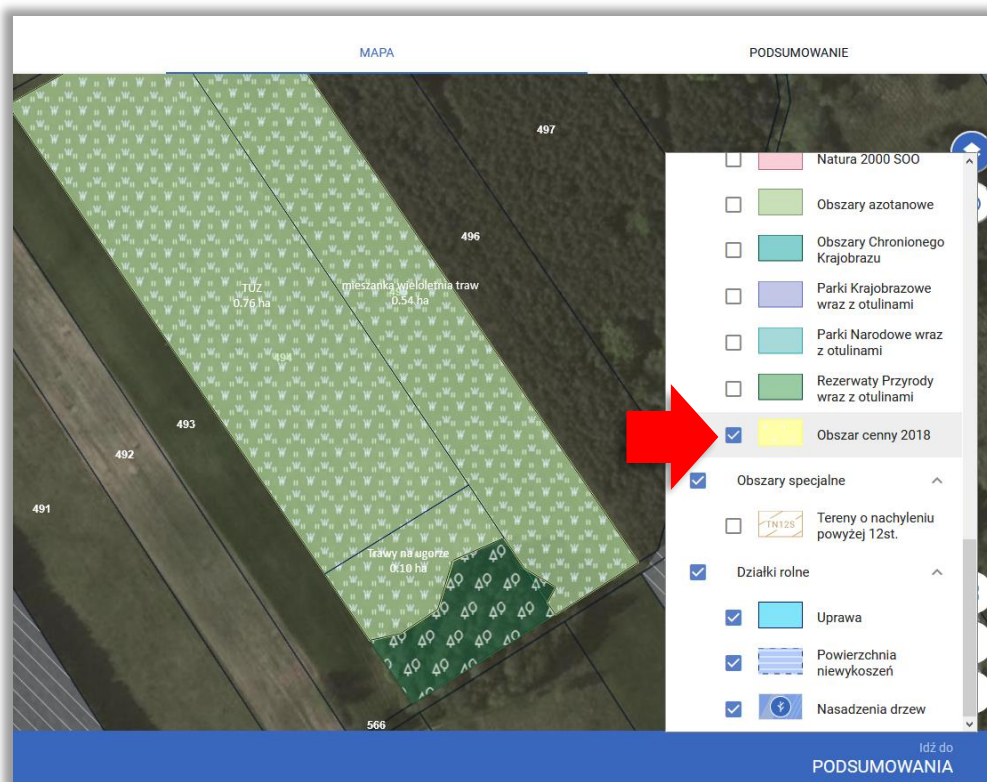 MAPA
PODSUMOWANIE
497
496
TUZ
0.76 ha
mieszanka wieloletnia traw
0.54 ha
494
493
492
491
Trawy na ugorze
0.10 ha
566
Natura 2000 SOO
Obszary azotanowe
Obszary Chronionego
Krajobrazu
Parki Krajobrazowe
wraz z otulinami
Parki Narodowe wraz
z otulinami
Rezerwaty Przyrody
wraz z otulinami
Obszar cenny 2018
Obszary specjalne
TN12S
Tereny o nachyleniu
powyżej 12st.
Działki rolne
Uprawa
Powierzchnia
niewykoszeń
Nasadzenia drzew
Idź do
PODSUMOWANIA